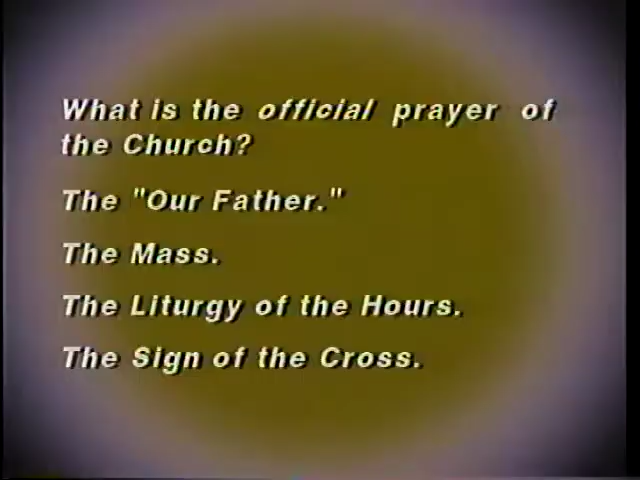 What is the official prayer of
the Church?
The "Our Father."
The Mass.
The Liturgy of the Hours.
The Sign of the Cross.